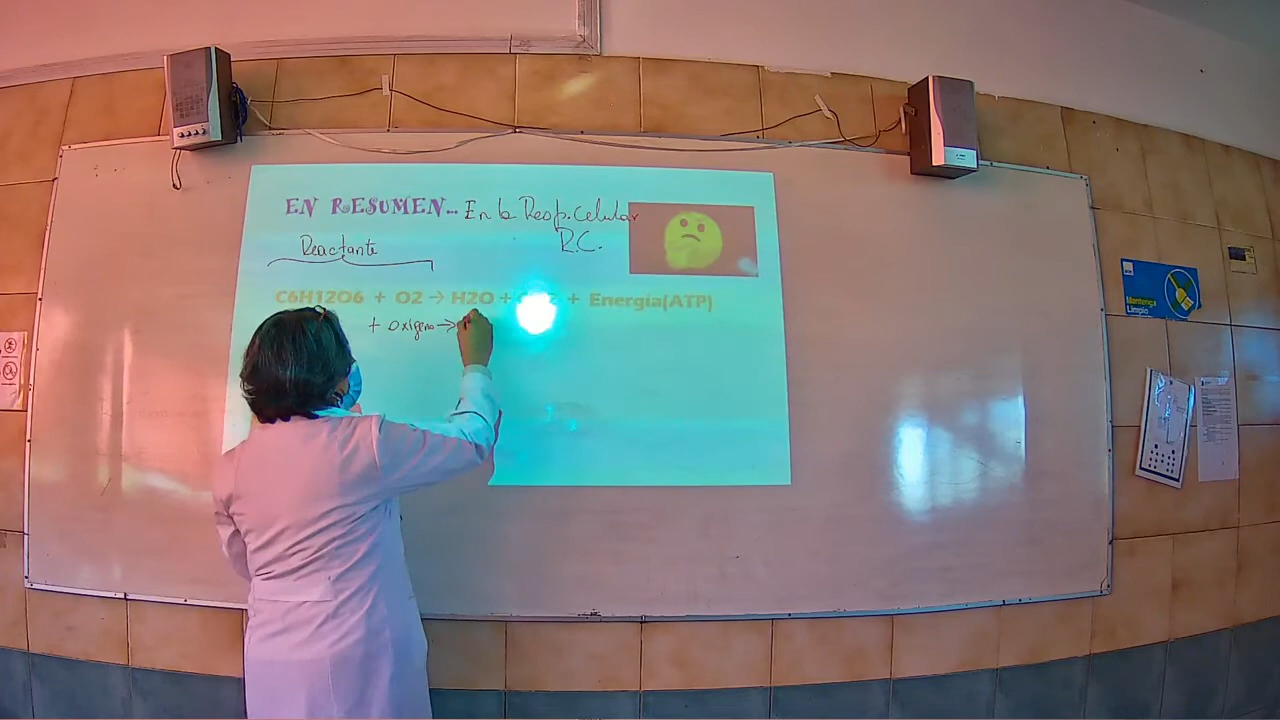 EN RESUMEN... En la Resp. Celular
R.C.
Reactante
C6H12O6 + O2 → H2O + + Energía(ATP)
+ Oxígeno →
Mantenga
Limpio